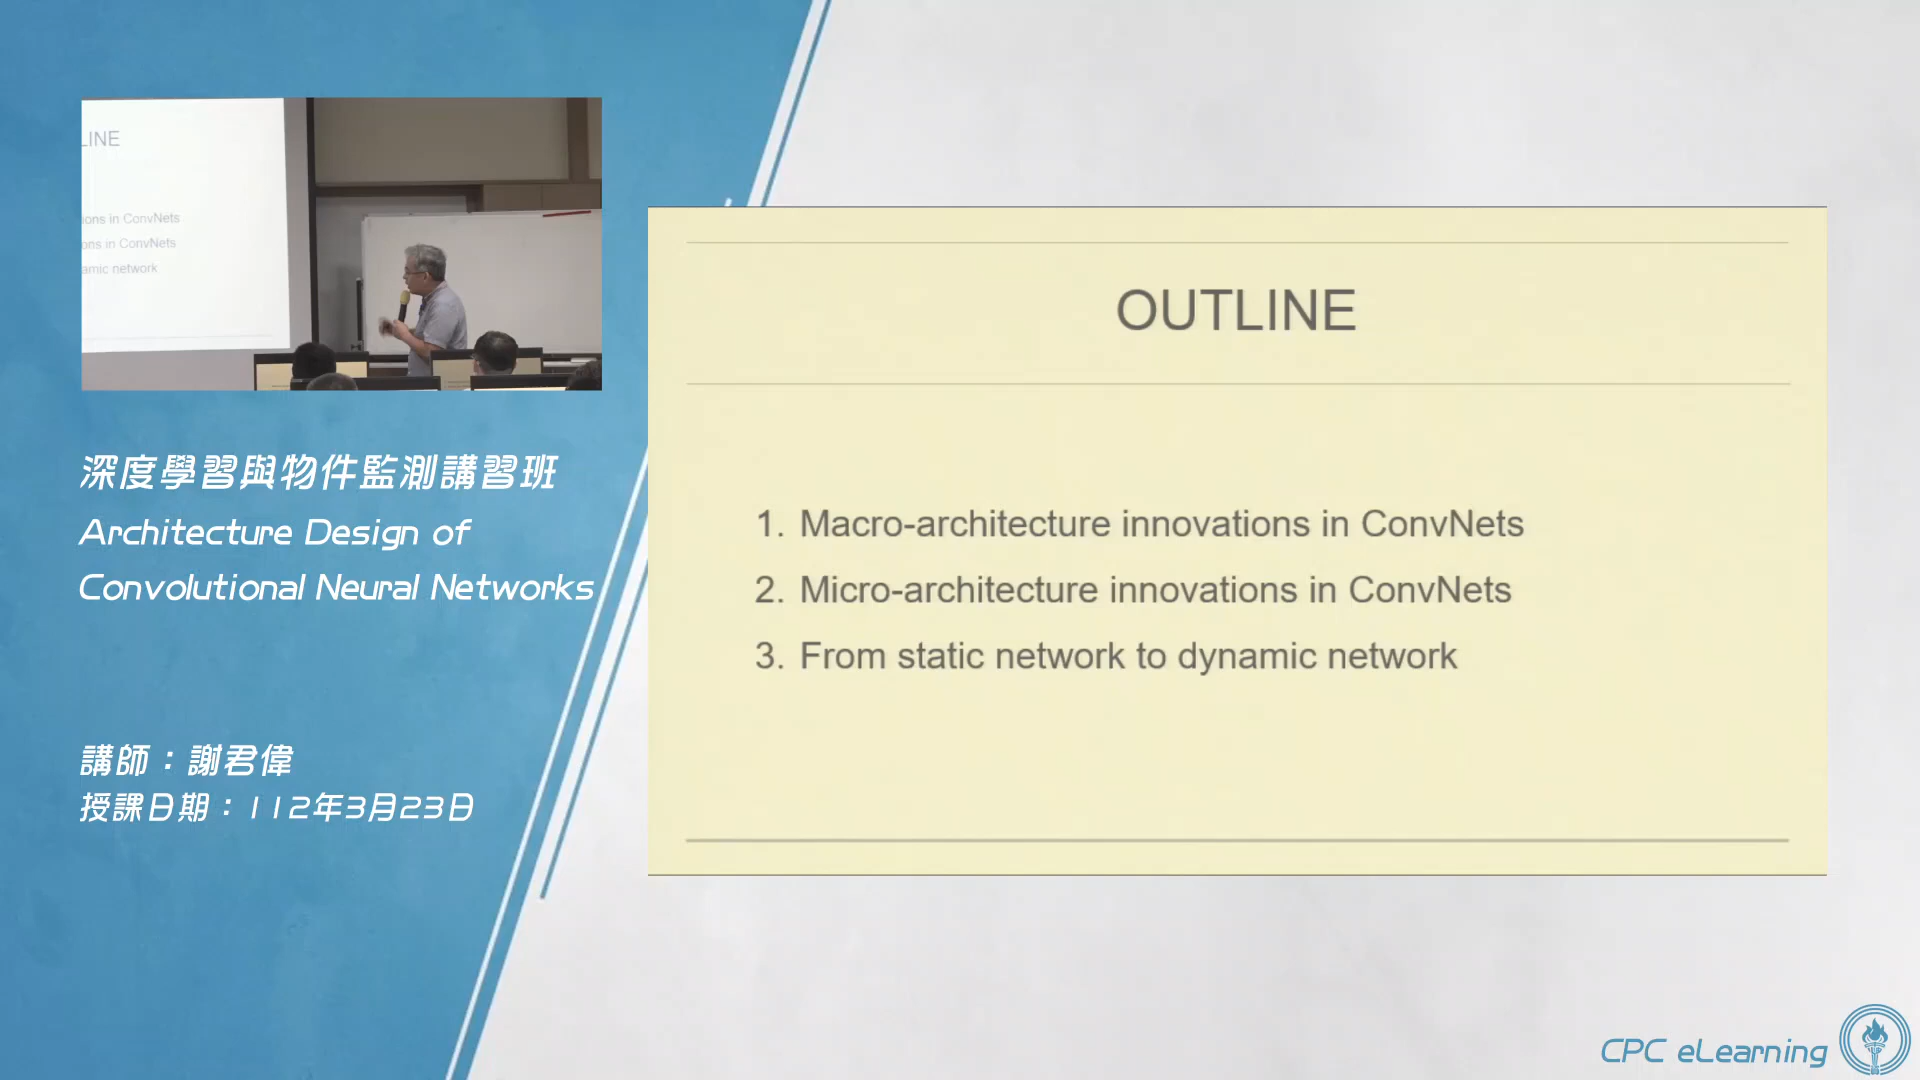 LINE
ions in ConvNets
ons in ConvNets
amic network
深度學習與物件監測講習班
Architecture Design of
Convolutional Neural Networks
講師：謝君偉
授課日期：112年3月23日
OUTLINE
1. Macro-architecture innovations in ConvNets
2. Micro-architecture innovations in ConvNets
3. From static network to dynamic network
CPC eLearning